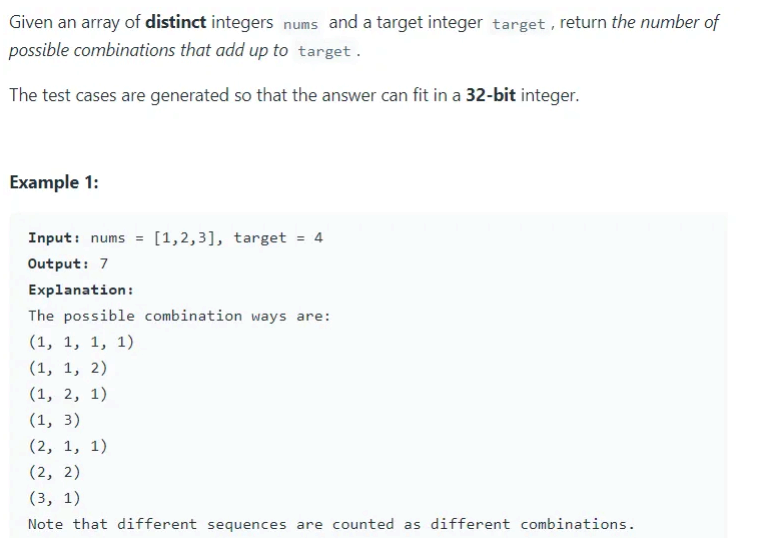 Given an array of distinct integers nums and a target integer target , return the number of
possible combinations that add up to target .
The test cases are generated so that the answer can fit in a 32-bit integer.
Example 1:
Input: nums = [1,2,3], target = 4
Output: 7
Explanation:
The possible combination ways are:
(1, 1, 1, 1)
(1, 1, 2)
(1, 2, 1)
(1, 3)
(2, 1, 1)
(2, 2)
(3, 1)
Note that different sequences are counted as different combinations.